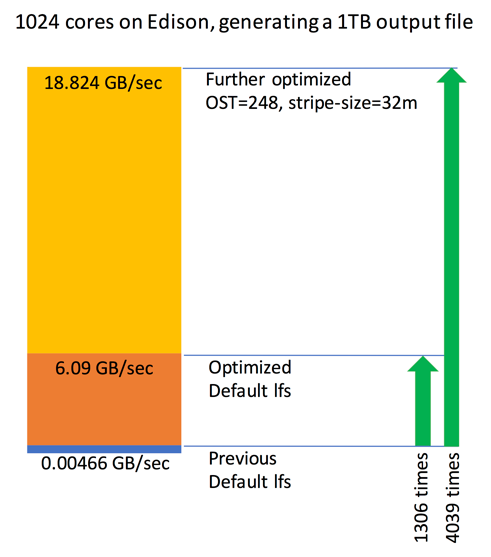 1024 cores on Edison, generating a 1TB output file
18.824 GB/sec
Further optimized
OST=248, stripe-size=32m
6.09 GB/sec
Optimized
Default lfs
0.00466 GB/sec
Previous
Default lfs
1306 times
4039 times